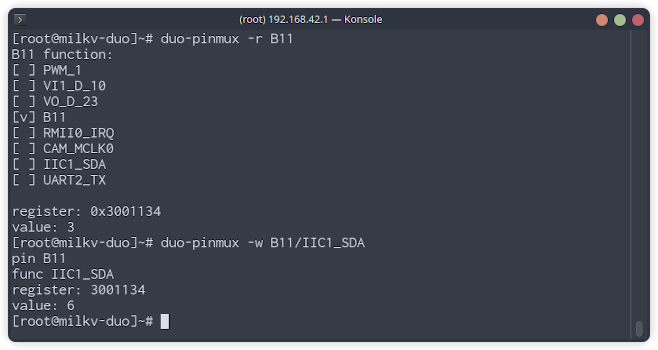 (root) 192.168.42.1 — Konsole
[root@milkv-duo]~# duo-pinmux -r B11
B11 function:
[ ] PWM_1
[ ] VI1_D_10
[ ] VO_D_23
[v] B11
[ ] RMII0_IRQ
[ ] CAM_MCLK0
[ ] IIC1_SDA
[ ] UART2_TX

register: 0x3001134
value: 3
[root@milkv-duo]~# duo-pinmux -w B11/IIC1_SDA
pin B11
func IIC1_SDA
register: 3001134
value: 6
[root@milkv-duo]~#